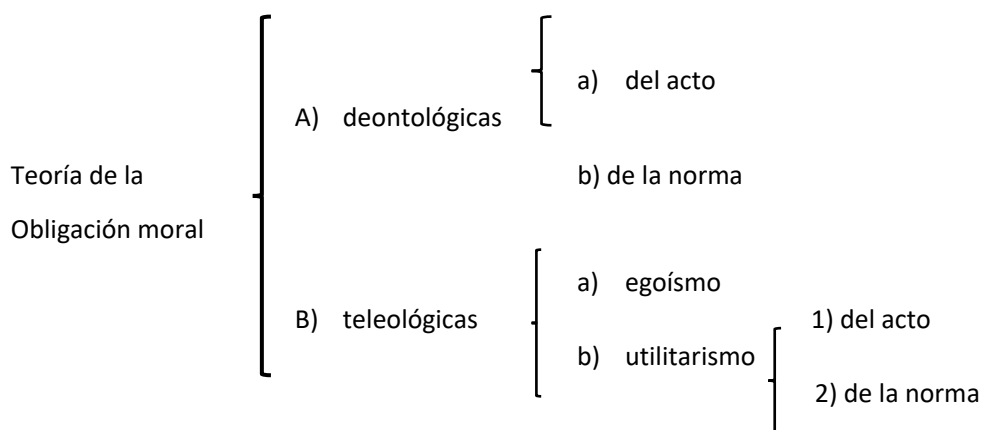 Teoría de la
Obligación moral
A) deontológicas
a) del acto
b) de la norma
B) teleológicas
a) egoísmo
b) utilitarismo
1) del acto
2) de la norma